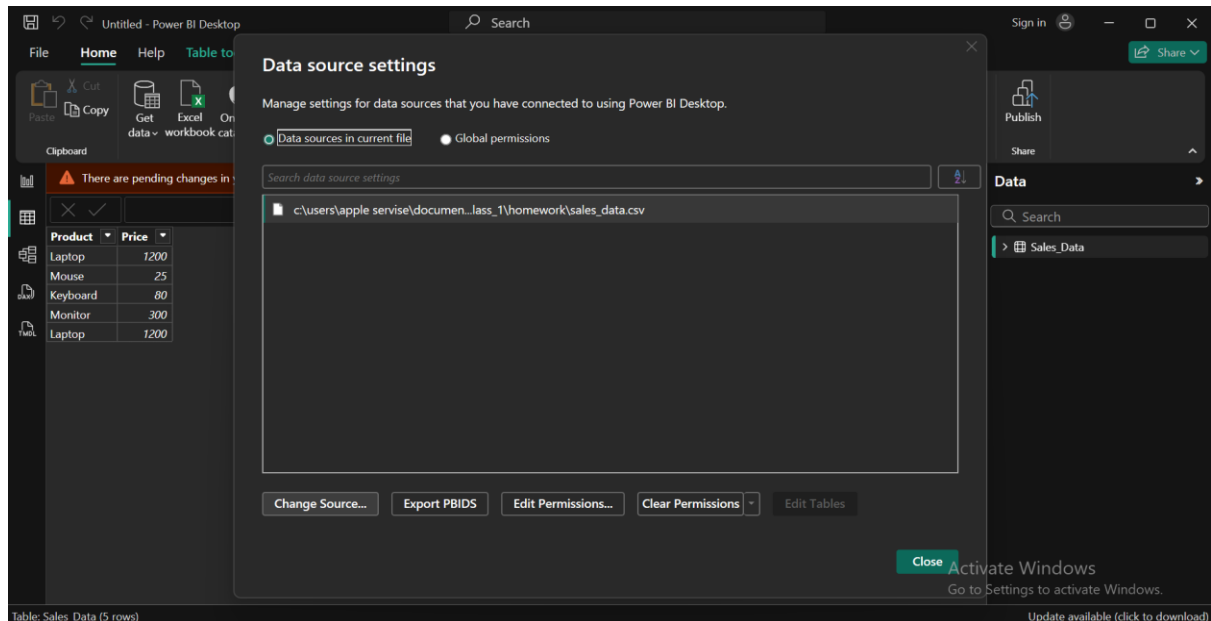 Untitled - Power BI Desktop
Search
Sign in
File Home Help Table to
Share
Paste
Cut
Copy
Get data
Excel workbook
On
cat
Clipboard
Publish
Share
There are pending changes in
Data
Search
Sales_Data
Product Price
Laptop 1200
Mouse 25
Keyboard 80
Monitor 300
Laptop 1200
DAX
TMDL
Data source settings
Manage settings for data sources that you have connected to using Power BI Desktop.
Data sources in current file Global permissions
Search data source settings
c:\users\apple servise\documen...lass_1\homework\sales_data.csv
Change Source... Export PBIDS Edit Permissions... Clear Permissions Edit Tables
Close
Activate Windows
Go to Settings to activate Windows.
Table: Sales_Data (5 rows)
Update available (click to download)